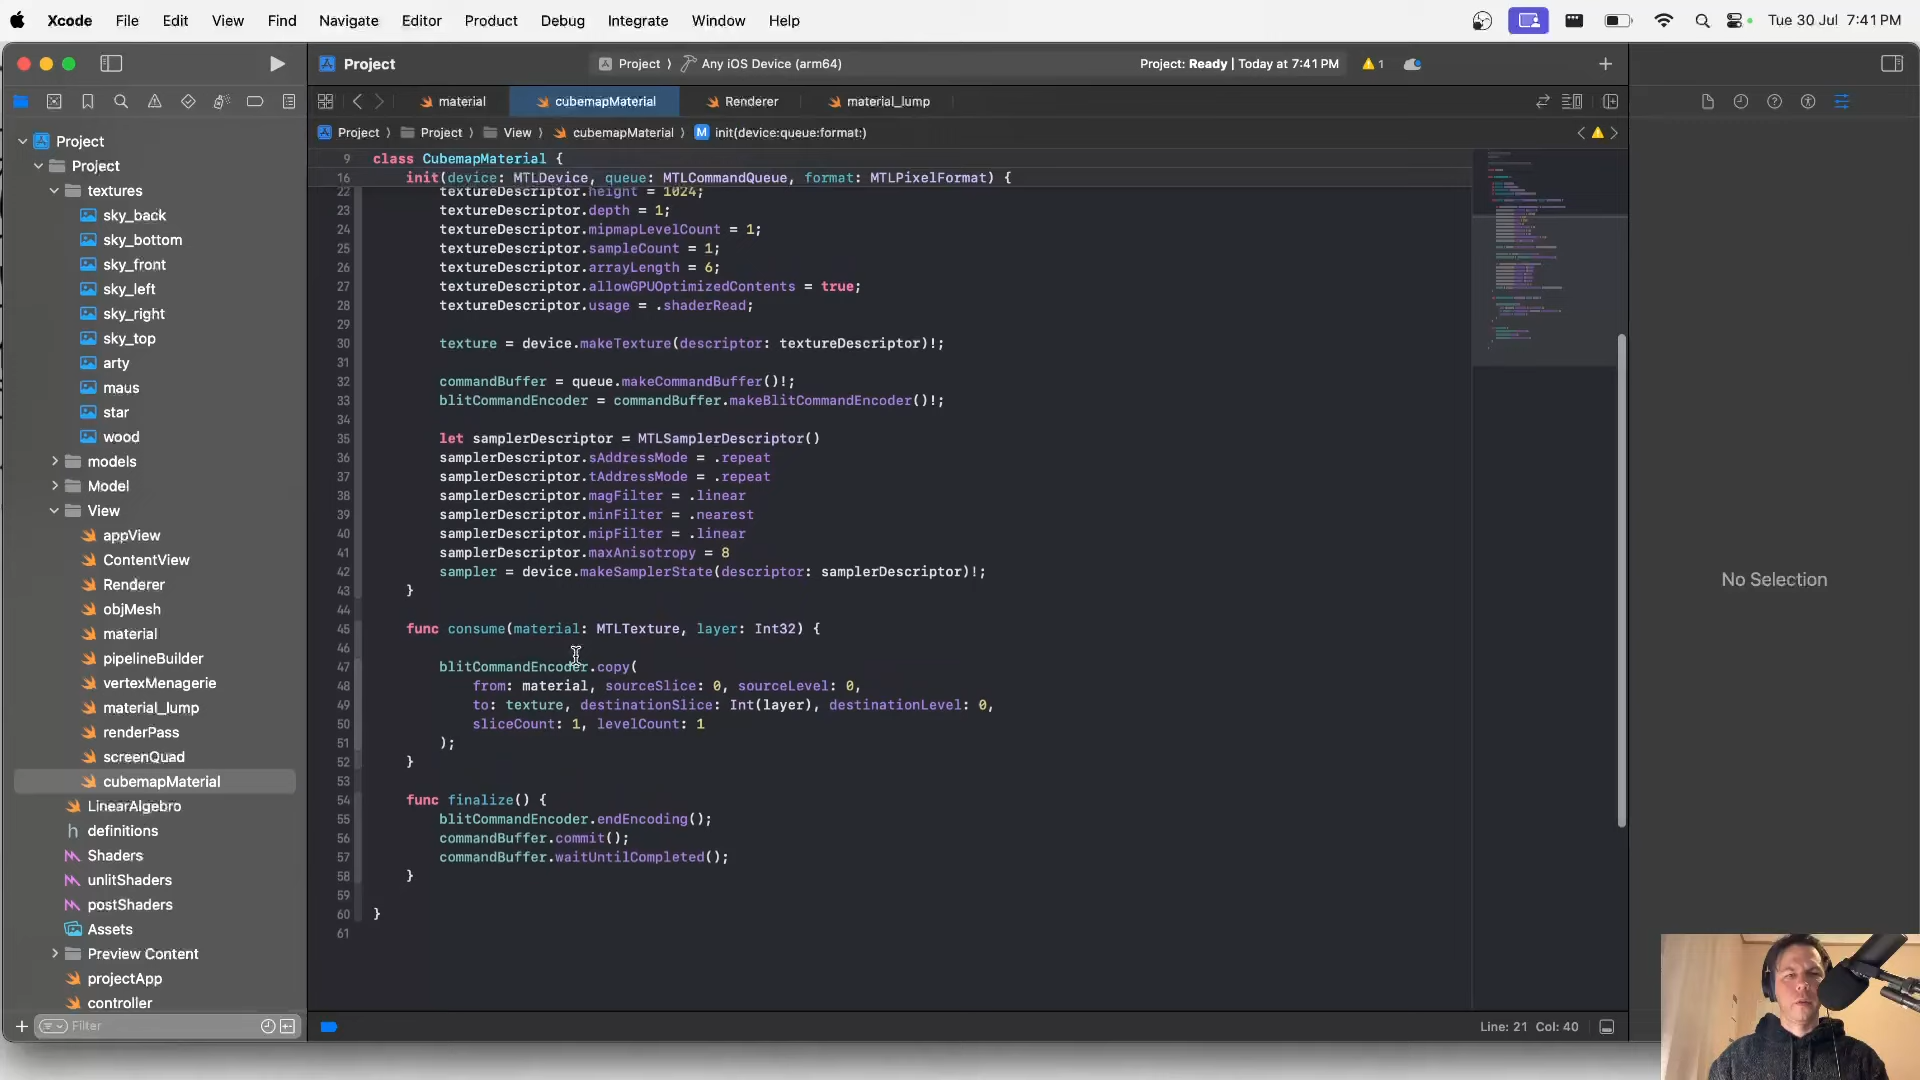 Xcode File Edit View Find Navigate Editor Product Debug Integrate Window Help Tue 30 Jul 7:41 PM
Project Project Any iOS Device (arm64) Project: Ready | Today at 7:41 PM 1
material cubemapMaterial Renderer material_lump
Project Project View cubemapMaterial M init(device:queue:format:)
Project
Project
textures
sky_back
sky_bottom
sky_front
sky_left
sky_right
sky_top
arty
maus
star
wood
models
Model
View
appView
ContentView
Renderer
objMesh
material
pipelineBuilder
vertexMenagerie
material_lump
renderPass
screenQuad
cubemapMaterial
LinearAlgebro
h definitions
Shaders
unlitShaders
postShaders
Assets
Preview Content
projectApp
controller
Filter
9 class CubemapMaterial {
16 init(device: MTLDevice, queue: MTLCommandQueue, format: MTLPixelFormat) {
22 textureDescriptor.height = 1024;
23 textureDescriptor.depth = 1;
24 textureDescriptor.mipmapLevelCount = 1;
25 textureDescriptor.sampleCount = 1;
26 textureDescriptor.arrayLength = 6;
27 textureDescriptor.allowGPUOptimizedContents = true;
28 textureDescriptor.usage = .shaderRead;
29
30 texture = device.makeTexture(descriptor: textureDescriptor)!;
31
32 commandBuffer = queue.makeCommandBuffer()!;
33 blitCommandEncoder = commandBuffer.makeBlitCommandEncoder()!;
34
35 let samplerDescriptor = MTLSamplerDescriptor()
36 samplerDescriptor.sAddressMode = .repeat
37 samplerDescriptor.tAddressMode = .repeat
38 samplerDescriptor.magFilter = .linear
39 samplerDescriptor.minFilter = .nearest
40 samplerDescriptor.mipFilter = .linear
41 samplerDescriptor.maxAnisotropy = 8
42 sampler = device.makeSamplerState(descriptor: samplerDescriptor)!;
43 }
44
45 func consume(material: MTLTexture, layer: Int32) {
46
47 blitCommandEncoder.copy(
48 from: material, sourceSlice: 0, sourceLevel: 0,
49 to: texture, destinationSlice: Int(layer), destinationLevel: 0,
50 sliceCount: 1, levelCount: 1
51 );
52 }
53
54 func finalize() {
55 blitCommandEncoder.endEncoding();
56 commandBuffer.commit();
57 commandBuffer.waitUntilCompleted();
58 }
59
60 }
61
No Selection
Line: 21 Col: 40